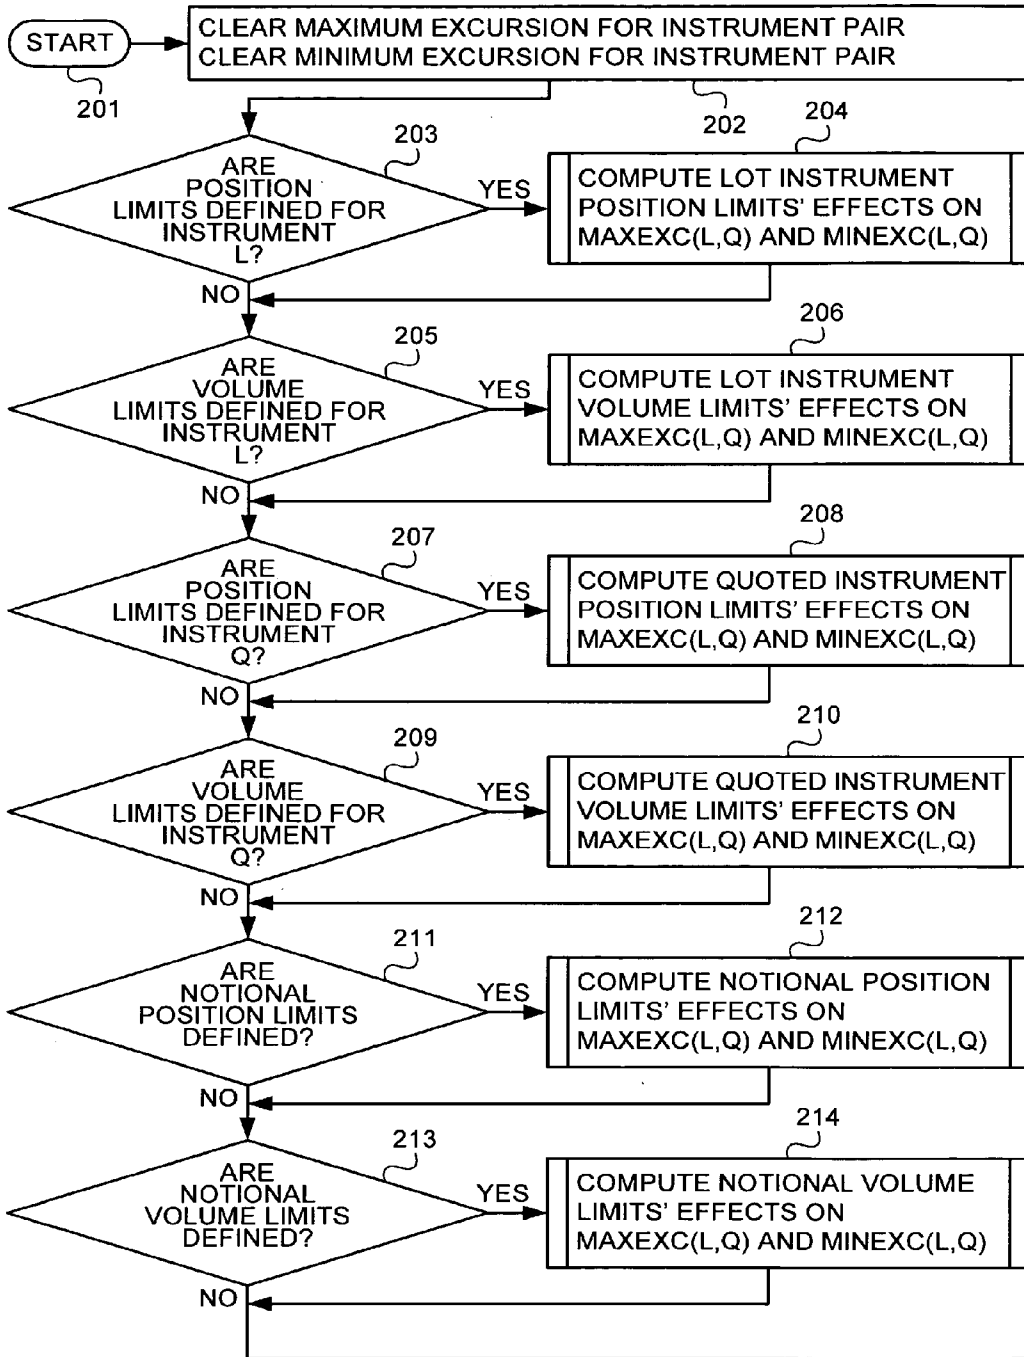 START
CLEAR MAXIMUM EXCURSION FOR INSTRUMENT PAIR
CLEAR MINIMUM EXCURSION FOR INSTRUMENT PAIR
201
202
203
ARE
POSITION
LIMITS DEFINED FOR
INSTRUMENT
L?
YES
NO
204
COMPUTE LOT INSTRUMENT
POSITION LIMITS' EFFECTS ON
MAXEXC(L,Q) AND MINEXC(L,Q)
205
ARE
VOLUME
LIMITS DEFINED FOR
INSTRUMENT
L?
YES
NO
206
COMPUTE LOT INSTRUMENT
VOLUME LIMITS' EFFECTS ON
MAXEXC(L,Q) AND MINEXC(L,Q)
207
ARE
POSITION
LIMITS DEFINED FOR
INSTRUMENT
Q?
YES
NO
208
COMPUTE QUOTED INSTRUMENT
POSITION LIMITS' EFFECTS ON
MAXEXC(L,Q) AND MINEXC(L,Q)
209
ARE
VOLUME
LIMITS DEFINED FOR
INSTRUMENT
Q?
YES
NO
210
COMPUTE QUOTED INSTRUMENT
VOLUME LIMITS' EFFECTS ON
MAXEXC(L,Q) AND MINEXC(L,Q)
211
ARE
NOTIONAL
POSITION LIMITS
DEFINED?
YES
NO
212
COMPUTE NOTIONAL POSITION
LIMITS' EFFECTS ON
MAXEXC(L,Q) AND MINEXC(L,Q)
213
ARE
NOTIONAL
VOLUME LIMITS
DEFINED?
YES
NO
214
COMPUTE NOTIONAL VOLUME
LIMITS' EFFECTS ON
MAXEXC(L,Q) AND MINEXC(L,Q)